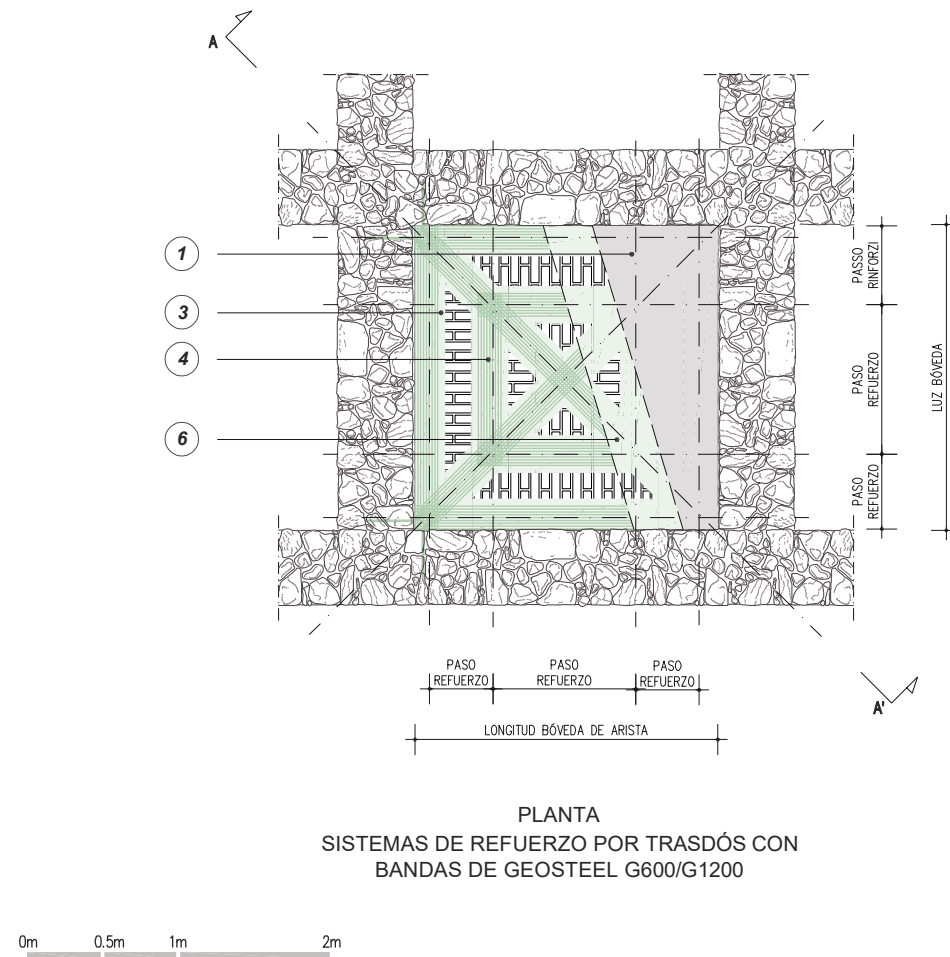 A
1
3
4
6
PASSO
RINFORZI
PASO
REFUERZO
PASO
REFUERZO
LUZ BÓVEDA
PASO
REFUERZO
PASO
REFUERZO
PASO
REFUERZO
LONGITUD BÓVEDA DE ARISTA
A'
PLANTA
SISTEMAS DE REFUERZO POR TRASDÓS CON
BANDAS DE GEOSTEEL G600/G1200
0m 0.5m 1m 2m